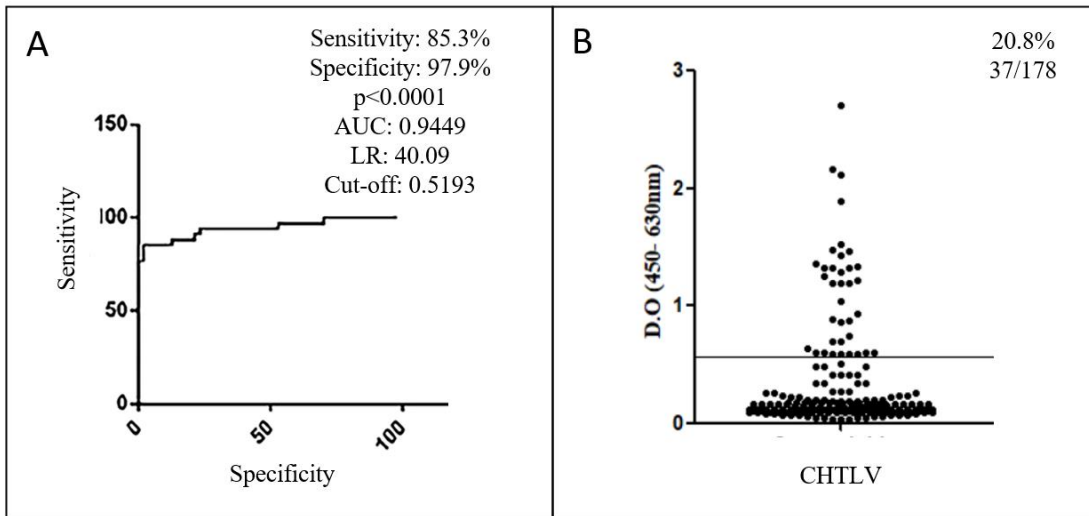 A
Sensitivity: 85.3%
Specificity: 97.9%
p<0.0001
AUC: 0.9449
LR: 40.09
Cut-off: 0.5193
150
100
50
0
Sensitivity
0
50
100
Specificity
B
20.8%
37/178
3
2
1
0
D.O (450- 630nm)
CHTLV